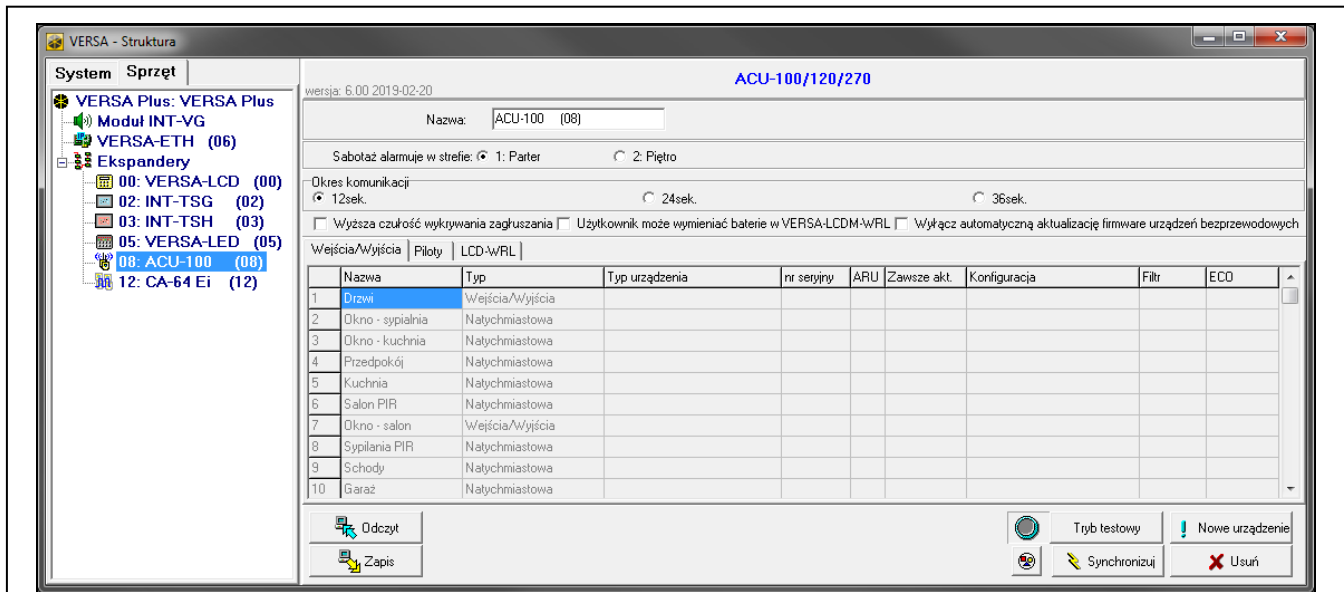 VERSA - Struktura
System Sprzęt
VERSA Plus: VERSA Plus
Moduł INT-VG
VERSA-ETH (06)
Ekspandery
00: VERSA-LCD (00)
02: INT-TSG (02)
03: INT-TSH (03)
05: VERSA-LED (05)
08: ACU-100 (08)
12: CA-64 Ei (12)
ACU-100/120/270
wersja: 6.00 2019-02-20
Nazwa: ACU-100 (08)
Sabotaż alarmuje w strefie: 1: Parter 2: Piętro
Okres komunikacji
12sek. 24sek. 36sek.
Wyższa czułość wykrywania zagłuszania Użytkownik może wymieniać baterie w VERSA-LCDM-WRL Wyłącz automatyczną aktualizację firmware urządzeń bezprzewodowych
Wejścia/Wyjścia Piloty LCD-WRL
Nazwa Typ Typ urządzenia nr seryjny ARU Zawsze akt. Konfiguracja Filtr ECO
1 Drzwi Wejścia/Wyjścia
2 Okno - sypialnia Natychmiastowa
3 Okno - kuchnia Natychmiastowa
4 Przedpokój Natychmiastowa
5 Kuchnia Natychmiastowa
6 Salon PIR Natychmiastowa
7 Okno - salon Wejścia/Wyjścia
8 Sypilania PIR Natychmiastowa
9 Schody Natychmiastowa
10 Garaż Natychmiastowa
Odczyt Tryb testowy Nowe urządzenie
Zapis Synchronizuj Usuń